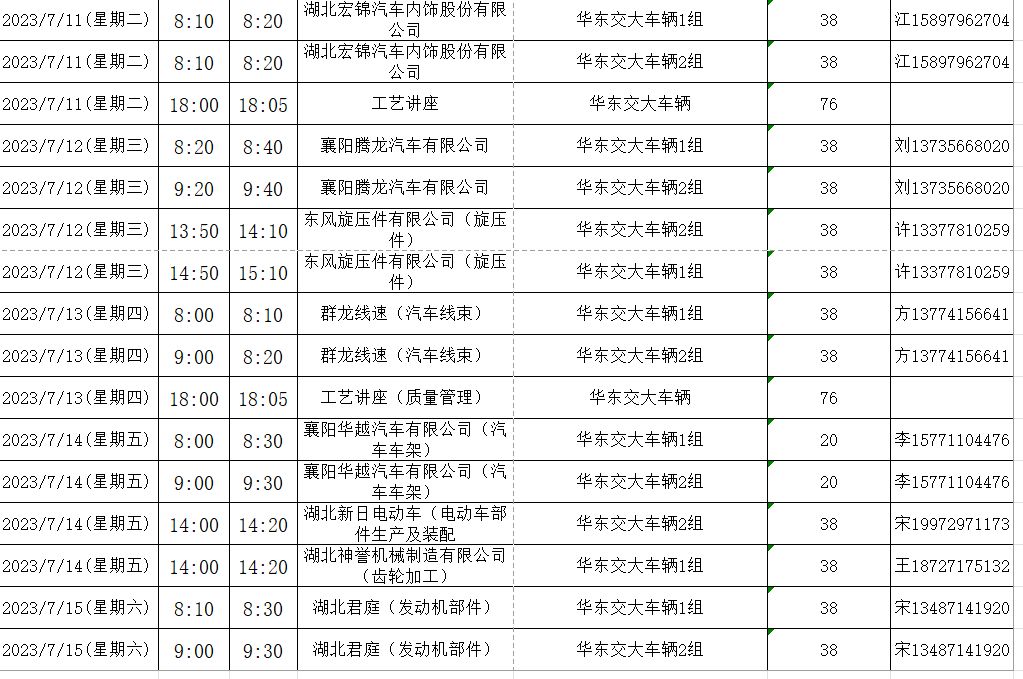 2023/7/11(星期二) 8:10 8:20 湖北宏锦汽车内饰股份有限 华东交大车辆1组 38 江15897962704
公司
2023/7/11(星期二) 8:10 8:20 湖北宏锦汽车内饰股份有限 华东交大车辆2组 38 江15897962704
公司
2023/7/11(星期二) 18:00 18:05 工艺讲座 华东交大车辆 76
2023/7/12(星期三) 8:20 8:40 襄阳腾龙汽车有限公司 华东交大车辆1组 38 刘13735668020
2023/7/12(星期三) 9:20 9:40 襄阳腾龙汽车有限公司 华东交大车辆2组 38 刘13735668020
2023/7/12(星期三) 13:50 14:10 东风旋压件有限公司（旋压 华东交大车辆2组 38 许13377810259
件）
2023/7/12(星期三) 14:50 15:10 东风旋压件有限公司（旋压 华东交大车辆1组 38 许13377810259
件）
2023/7/13(星期四) 8:00 8:10 群龙线速（汽车线束） 华东交大车辆1组 38 方13774156641
2023/7/13(星期四) 9:00 8:20 群龙线速（汽车线束） 华东交大车辆2组 38 方13774156641
2023/7/13(星期四) 18:00 18:05 工艺讲座（质量管理） 华东交大车辆 76
2023/7/14(星期五) 8:00 8:30 襄阳华越汽车有限公司（汽 华东交大车辆1组 20 李15771104476
车车架）
2023/7/14(星期五) 9:00 9:30 襄阳华越汽车有限公司（汽 华东交大车辆2组 20 李15771104476
车车架）
2023/7/14(星期五) 14:00 14:20 湖北新日电动车（电动车部 华东交大车辆2组 38 宋19972971173
件生产及装配
2023/7/14(星期五) 14:00 14:20 湖北神誉机械制造有限公司 华东交大车辆1组 38 王18727175132
（齿轮加工）
2023/7/15(星期六) 8:10 8:30 湖北君庭（发动机部件） 华东交大车辆1组 38 宋13487141920
2023/7/15(星期六) 9:00 9:30 湖北君庭（发动机部件） 华东交大车辆2组 38 宋13487141920